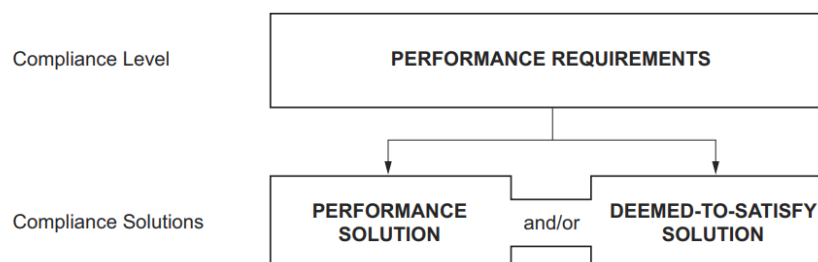 Compliance Level
PERFORMANCE REQUIREMENTS
Compliance Solutions
PERFORMANCE
SOLUTION
and/or
DEEMED-TO-SATISFY
SOLUTION